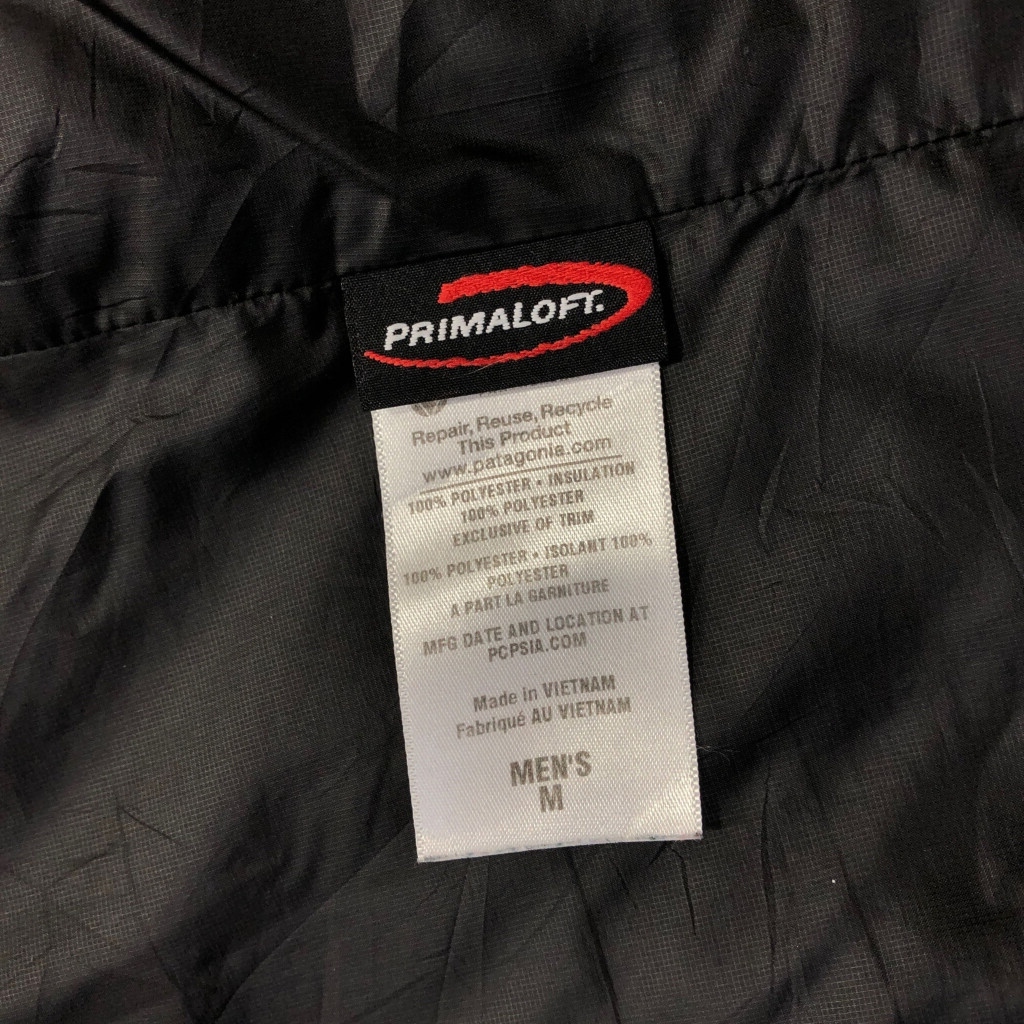 PRIMALOFT.
Repair, Reuse, Recycle
This Product
www.patagonia.com
100% POLYESTER • INSULATION
100% POLYESTER
EXCLUSIVE OF TRIM
100% POLYESTER • ISOLANT 100%
POLYESTER
A PART LA GARNITURE
MFG DATE AND LOCATION AT
PCPSIA.COM
Made in VIETNAM
Fabriqué AU VIETNAM
MEN'S
M